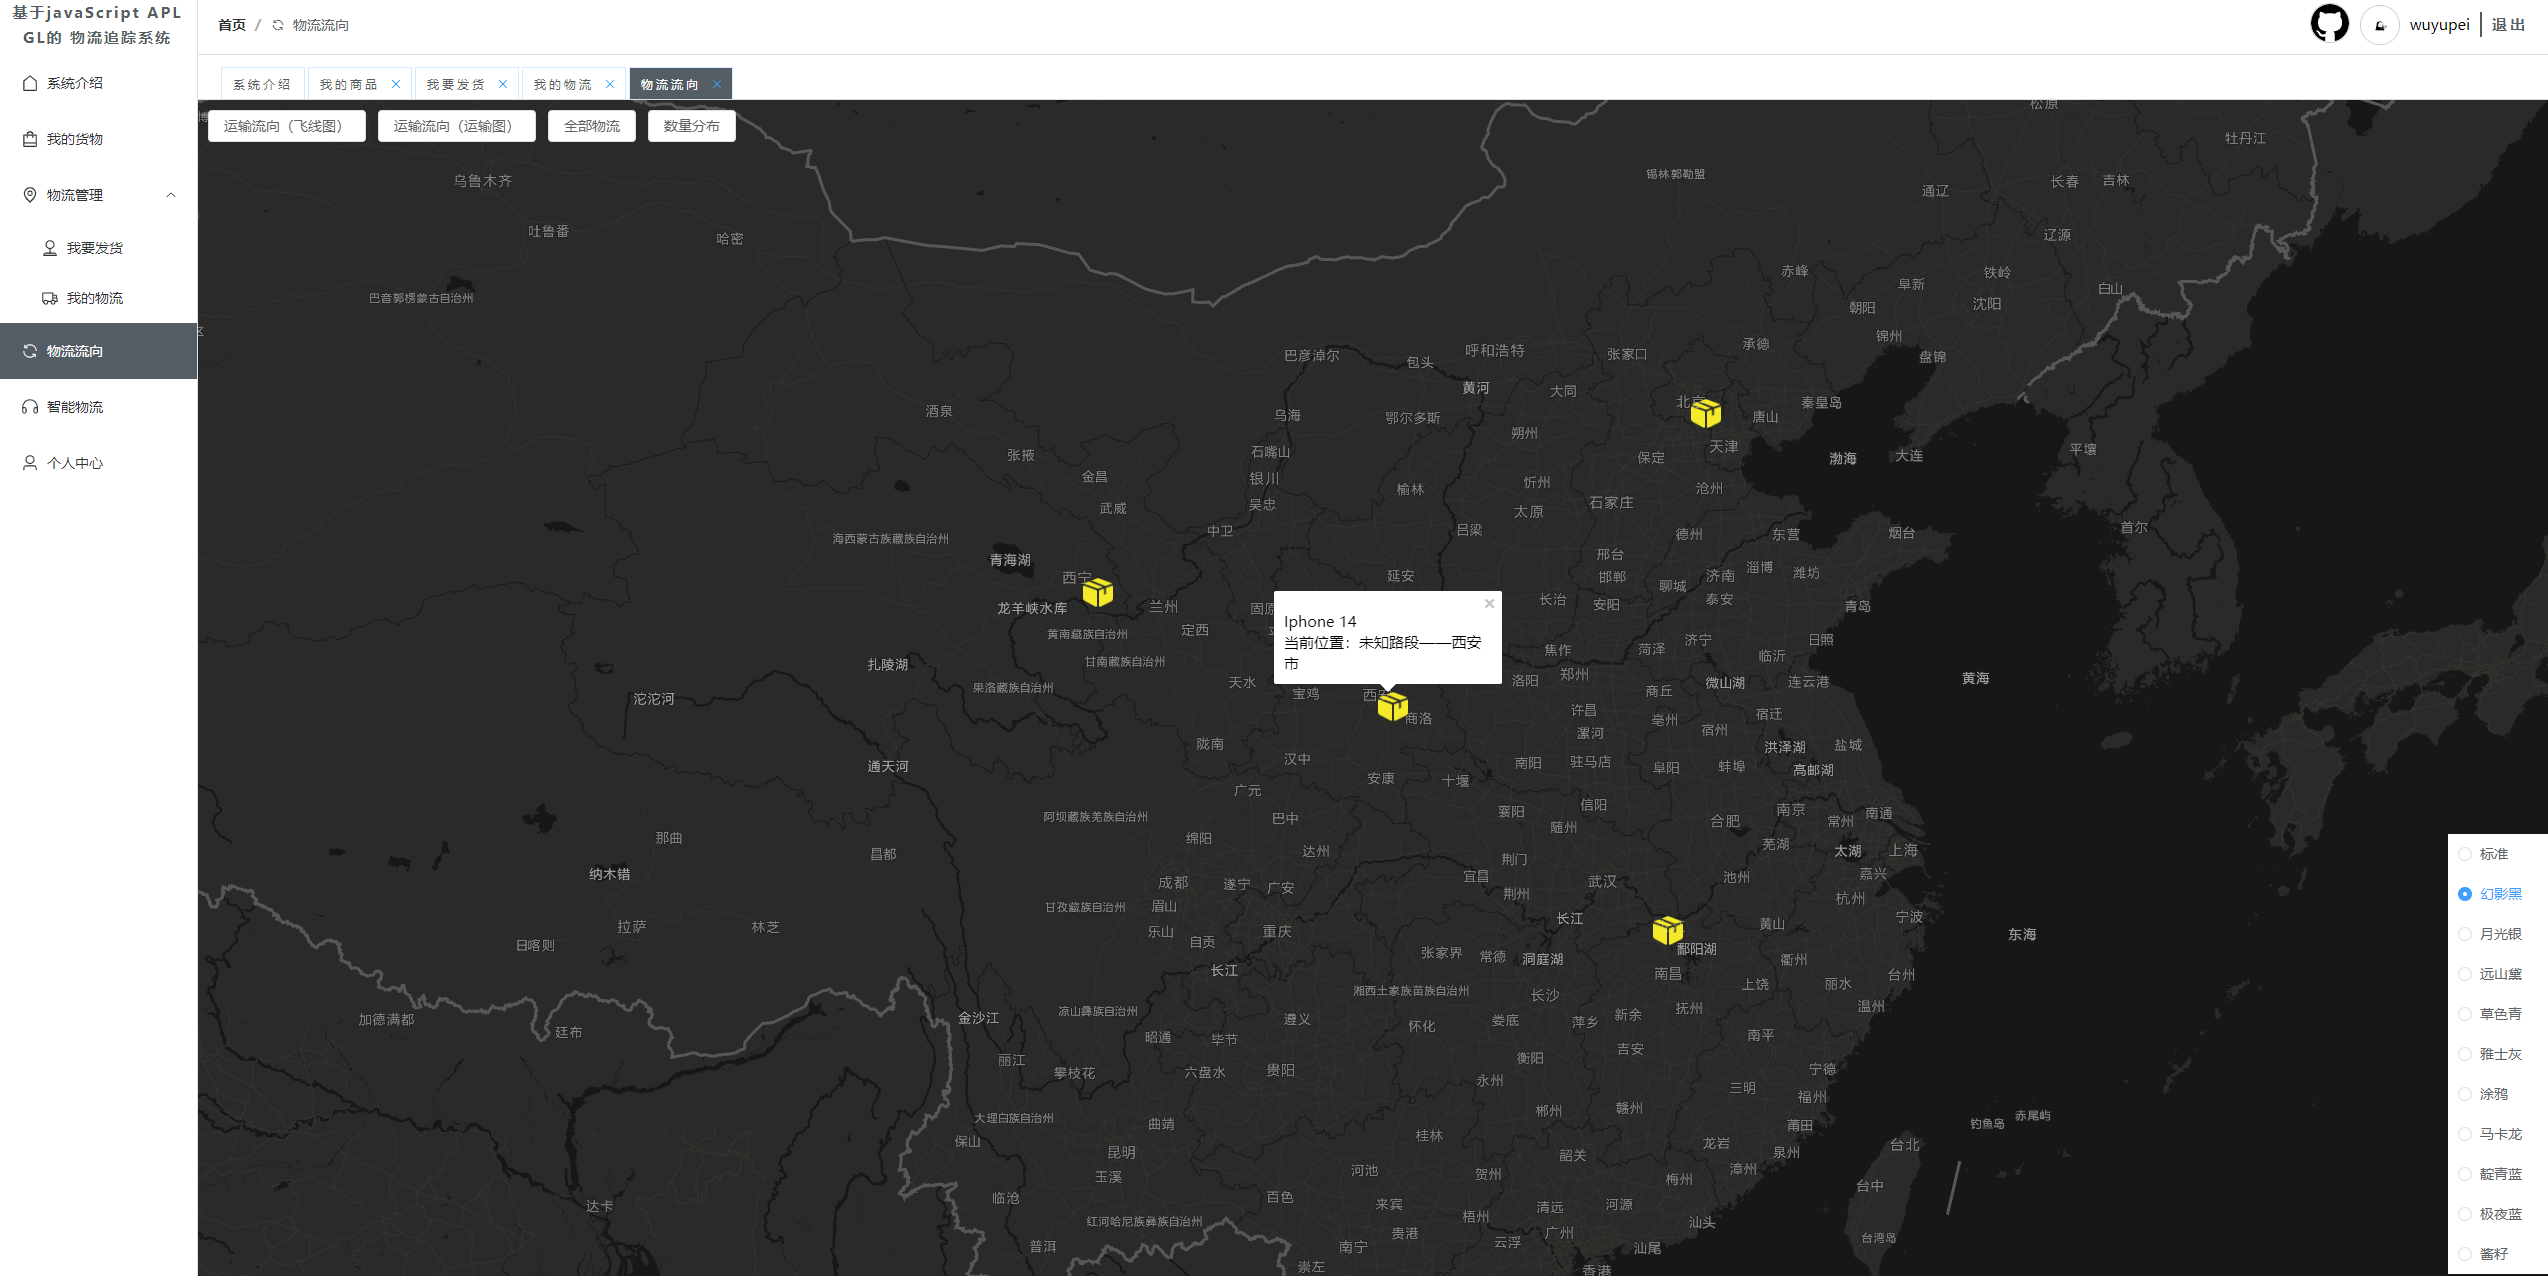 基于javaScript APL
GL的 物流追踪系统
系统介绍
我的货物
物流管理
我要发货
我的物流
物流流向
智能物流
个人中心
首页 / 物流流向
wuyupei
退出
系统介绍
我的商品
我要发货
我的物流
物流流向
运输流向（飞线图）
运输流向（运输图）
全部物流
数量分布
松原
牡丹江
锡林郭勒盟
乌鲁木齐
通辽
长春
吉林
吐鲁番
哈密
辽源
赤峰
铁岭
阜新
白山
巴音郭楞蒙古自治州
朝阳
沈阳
锦州
承德
盘锦
巴彦淖尔
包头
呼和浩特
张家口
黄河
大同
北京
秦皇岛
酒泉
乌海
鄂尔多斯
唐山
朔州
天津
石嘴山
张掖
保定
渤海
大连
平壤
金昌
银川
榆林
忻州
沧州
武威
吴忠
太原
石家庄
中卫
吕梁
德州
东营
烟台
首尔
海西蒙古族藏族自治州
青海湖
邢台
淄博
潍坊
西宁
延安
邯郸
聊城
济南
龙羊峡水库
兰州
固原
长治
安阳
泰安
青岛
黄南藏族自治州
定西
Iphone 14
当前位置：未知路段——西安
市
济宁
日照
扎陵湖
甘南藏族自治州
焦作
菏泽
临沂
果洛藏族自治州
天水
宝鸡
西安
洛阳
郑州
商丘
微山湖
连云港
黄海
沱沱河
商洛
许昌
亳州
宿迁
漯河
宿州
陇南
汉中
洪泽湖
盐城
通天河
安康
十堰
南阳
驻马店
阜阳
蚌埠
高邮湖
广元
阿坝藏族羌族自治州
巴中
襄阳
信阳
随州
合肥
南京
常州
南通
那曲
绵阳
昌都
达州
荆门
芜湖
太湖
上海
纳木错
成都
遂宁
广安
宜昌
荆州
武汉
池州
嘉兴
杭州
甘孜藏族自治州
眉山
长江
黄山
宁波
拉萨
林芝
乐山
日喀则
自贡
重庆
东海
鄱阳湖
张家界
常德
洞庭湖
衢州
长江
南昌
台州
湘西土家族苗族自治州
长沙
上饶
丽水
金沙江
凉山彝族自治州
抚州
温州
加德满都
廷布
遵义
怀化
娄底
萍乡
新余
昭通
毕节
南平
丽江
衡阳
吉安
攀枝花
六盘水
贵阳
永州
宁德
三明
福州
大理白族自治州
郴州
赣州
曲靖
莆田
钓鱼岛
赤尾屿
保山
桂林
龙岩
台北
昆明
韶关
泉州
玉溪
河池
贺州
梅州
漳州
台中
临沧
百色
来宾
清远
河源
达卡
红河哈尼族彝族自治州
梧州
汕头
贵港
广州
台湾岛
普洱
南宁
云浮
汕尾
崇左
香港
标准
幻影黑
月光银
远山黛
草色青
雅士灰
涂鸦
马卡龙
靛青蓝
极夜蓝
酱籽